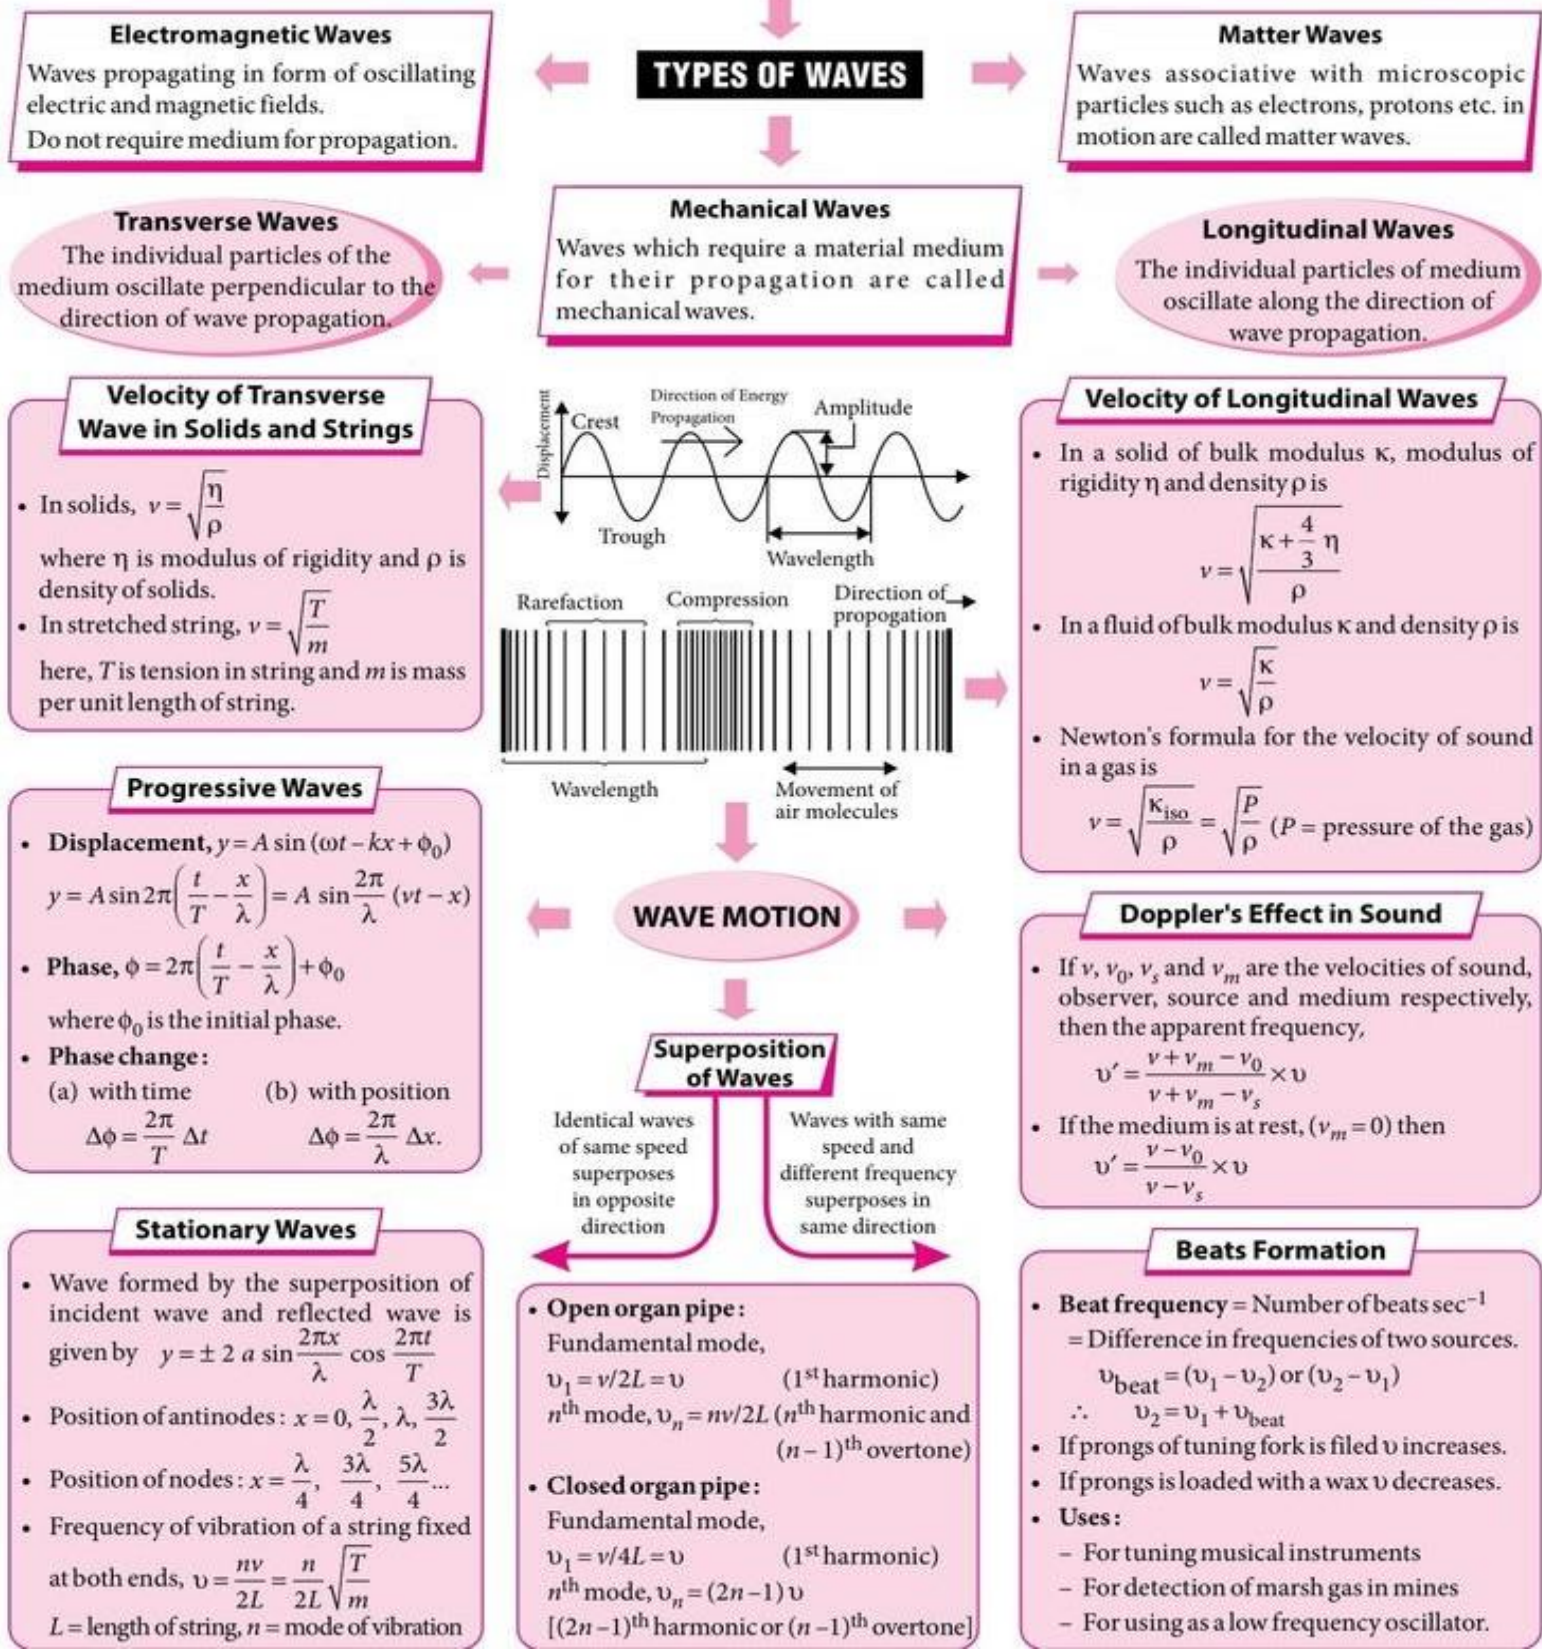 TYPES OF WAVES
Electromagnetic Waves
Waves propagating in form of oscillating
electric and magnetic fields.
Do not require medium for propagation.
Matter Waves
Waves associative with microscopic
particles such as electrons, protons etc. in
motion are called matter waves.
Mechanical Waves
Waves which require a material medium
for their propagation are called
mechanical waves.
Transverse Waves
The individual particles of the
medium oscillate perpendicular to the
direction of wave propagation.
Longitudinal Waves
The individual particles of medium
oscillate along the direction of
wave propagation.
Velocity of Transverse
Wave in Solids and Strings
• In solids, v = √(η/ρ)
where η is modulus of rigidity and ρ is
density of solids.
• In stretched string, v = √(T/m)
here, T is tension in string and m is mass
per unit length of string.
Displacement
Crest
Direction of Energy
Propagation
Amplitude
Trough
Wavelength
Rarefaction
Compression
Direction of
propogation
Wavelength
Movement of
air molecules
Velocity of Longitudinal Waves
• In a solid of bulk modulus κ, modulus of
rigidity η and density ρ is
v = √((κ + 4/3 η)/ρ)
• In a fluid of bulk modulus κ and density ρ is
v = √(κ/ρ)
• Newton's formula for the velocity of sound
in a gas is
v = √(κ_iso/ρ) = √(P/ρ) (P = pressure of the gas)
Progressive Waves
• Displacement, y = A sin (ωt – kx + ϕ₀)
y = A sin 2π(t/T – x/λ) = A sin 2π/λ (vt – x)
• Phase, ϕ = 2π(t/T – x/λ) + ϕ₀
where ϕ₀ is the initial phase.
• Phase change:
(a) with time (b) with position
Δϕ = 2π/T Δt Δϕ = 2π/λ Δx.
WAVE MOTION
Doppler's Effect in Sound
• If v, v₀, v_s and v_m are the velocities of sound,
observer, source and medium respectively,
then the apparent frequency,
υ′ = (v + v_m – v₀)/(v + v_m – v_s) × υ
• If the medium is at rest, (v_m = 0) then
υ′ = (v – v₀)/(v – v_s) × υ
Superposition
of Waves
Identical waves
of same speed
superposes
in opposite
direction
Waves with same
speed and
different frequency
superposes in
same direction
Stationary Waves
• Wave formed by the superposition of
incident wave and reflected wave is
given by y = ± 2 a sin 2πx/λ cos 2πt/T
• Position of antinodes: x = 0, λ/2, λ, 3λ/2
• Position of nodes: x = λ/4, 3λ/4, 5λ/4...
• Frequency of vibration of a string fixed
at both ends, υ = nv/2L = n/2L √(T/m)
L = length of string, n = mode of vibration
• Open organ pipe:
Fundamental mode,
υ₁ = v/2L = υ (1st harmonic)
nth mode, υₙ = nv/2L (nth harmonic and
(n – 1)th overtone)
• Closed organ pipe:
Fundamental mode,
υ₁ = v/4L = υ (1st harmonic)
nth mode, υₙ = (2n –1) υ
[(2n –1)th harmonic or (n –1)th overtone]
Beats Formation
• Beat frequency = Number of beats sec⁻¹
= Difference in frequencies of two sources.
υ_beat = (υ₁ – υ₂) or (υ₂ – υ₁)
∴ υ₂ = υ₁ + υ_beat
• If prongs of tuning fork is filed υ increases.
• If prongs is loaded with a wax υ decreases.
• Uses:
– For tuning musical instruments
– For detection of marsh gas in mines
– For using as a low frequency oscillator.